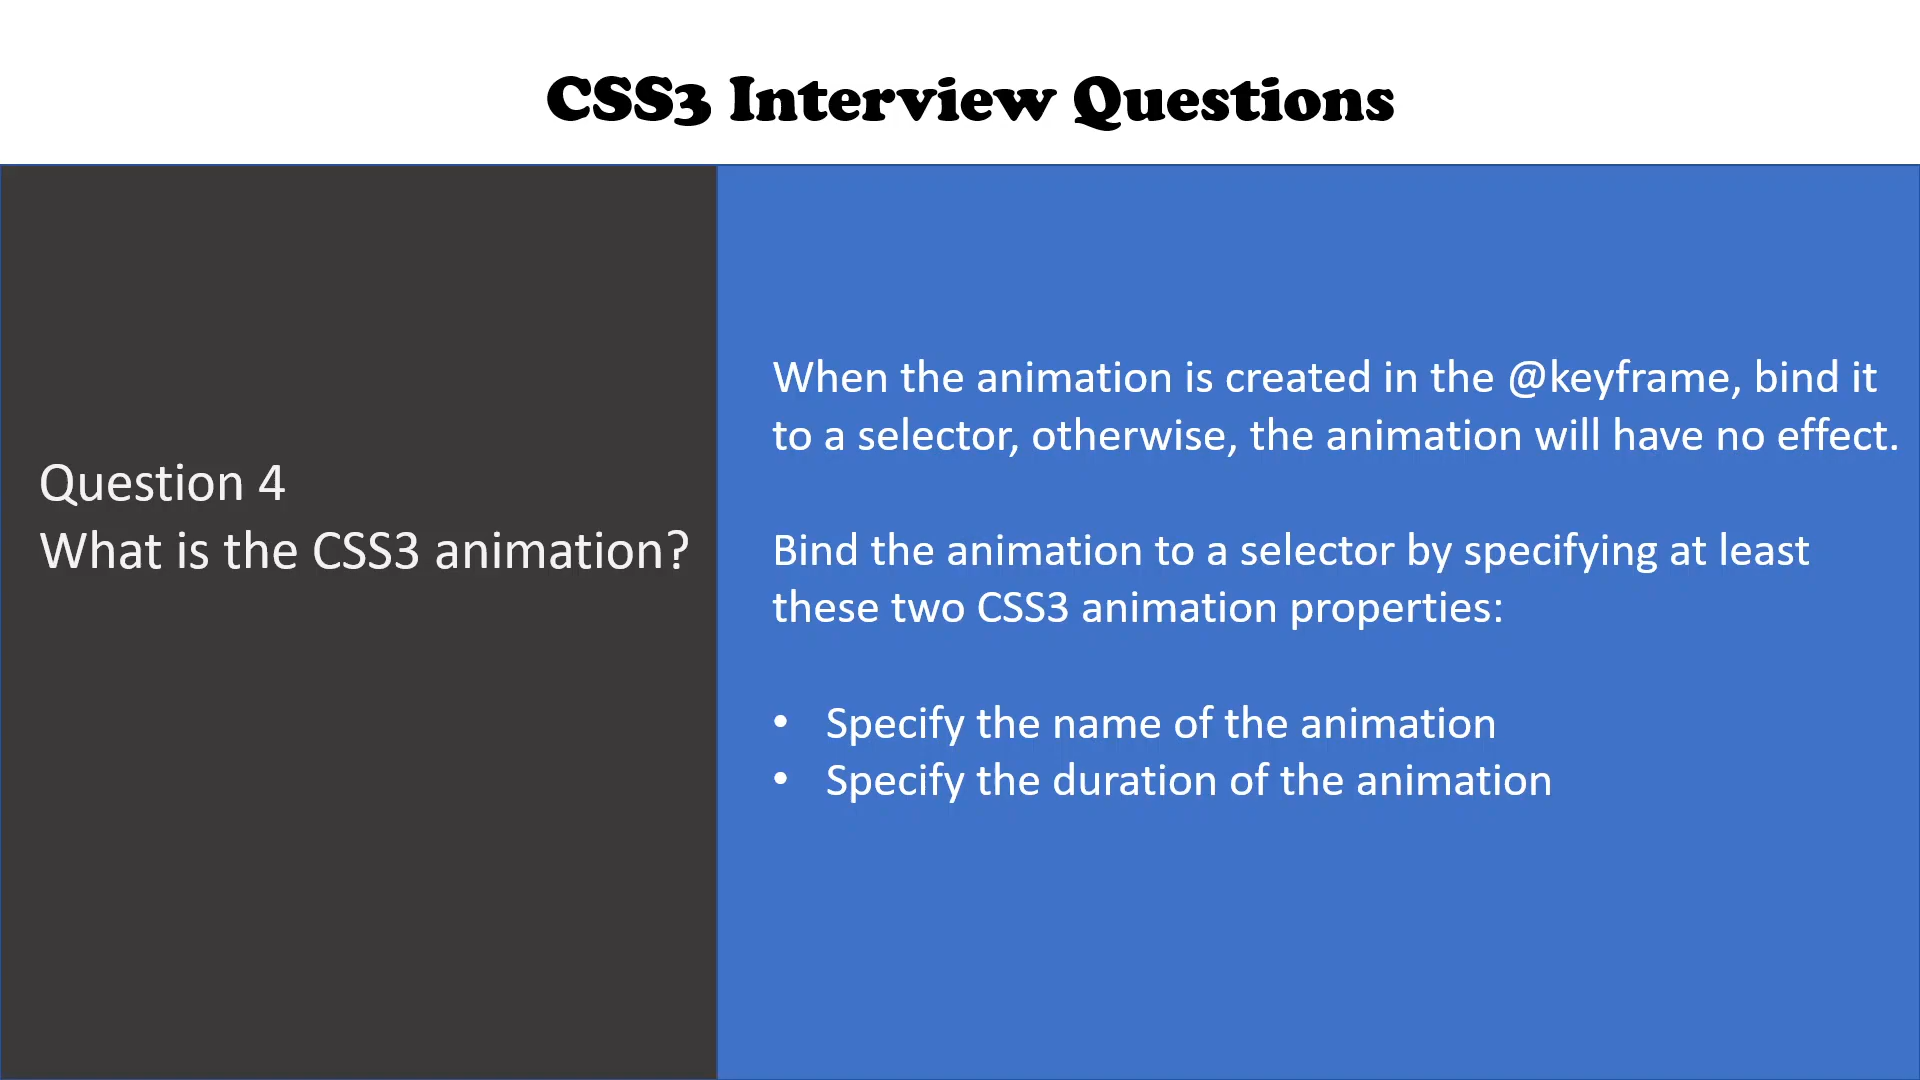 CSS3 Interview Questions
Question 4
What is the CSS3 animation?
When the animation is created in the @keyframe, bind it
to a selector, otherwise, the animation will have no effect.
Bind the animation to a selector by specifying at least
these two CSS3 animation properties:
• Specify the name of the animation
• Specify the duration of the animation